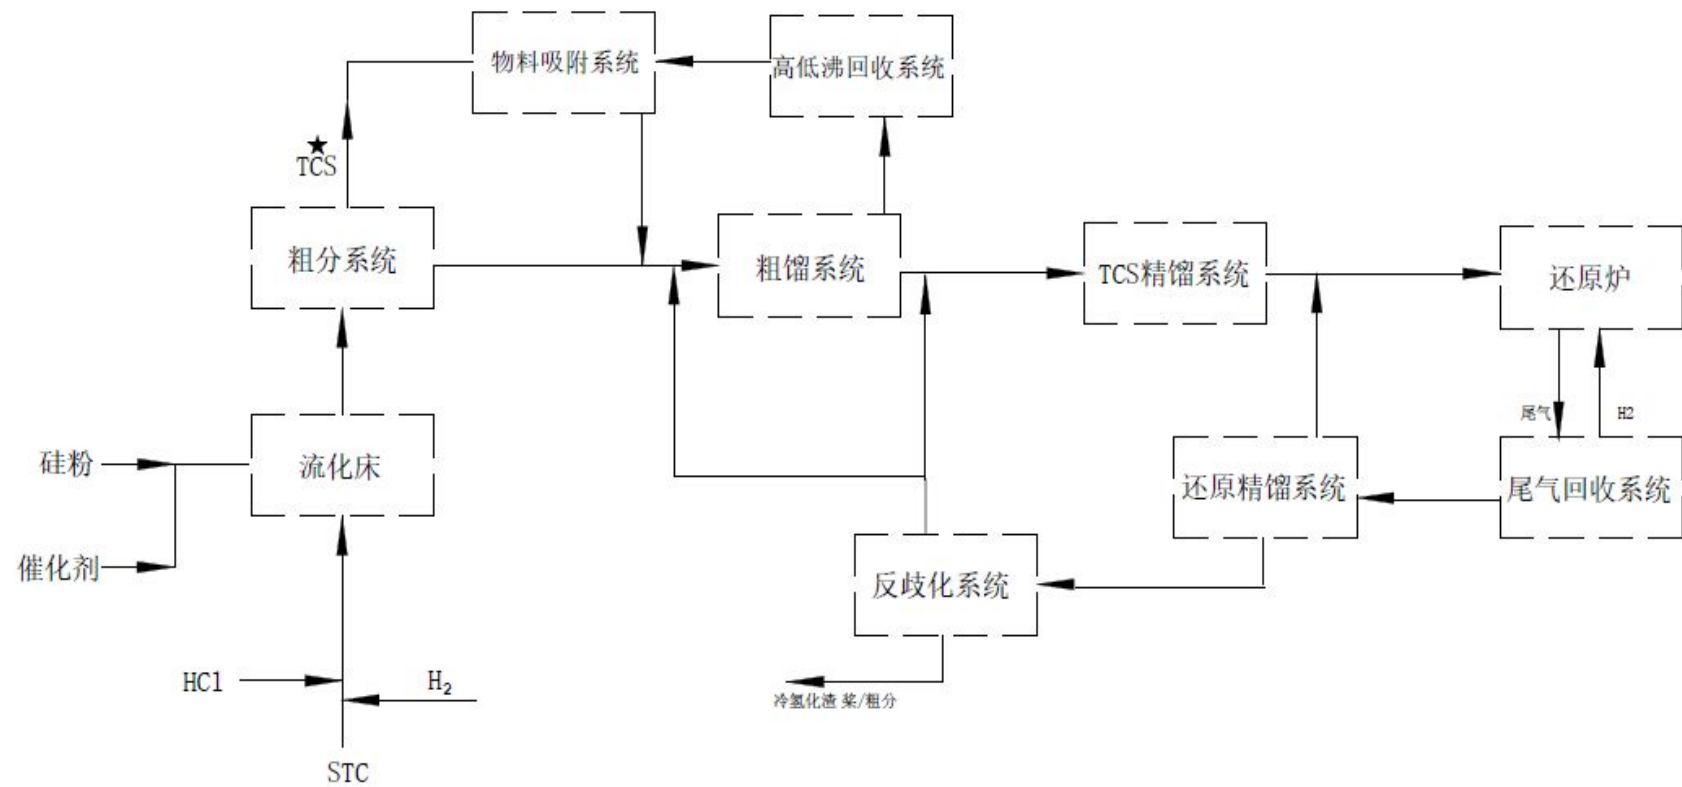 物料吸附系统
高低沸回收系统
★
TCS
粗分系统
粗馏系统
TCS精馏系统
还原炉
尾气
H2
硅粉
流化床
还原精馏系统
尾气回收系统
催化剂
反歧化系统
HCl
H₂
冷氢化渣 桨/粗分
STC